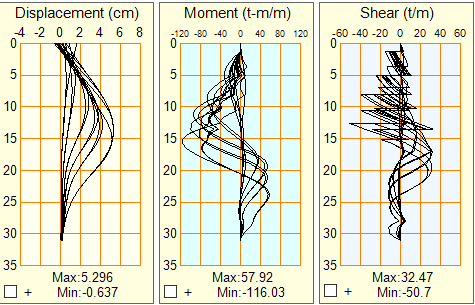 Displacement (cm)
-4 -2 0 2 4 6 8
0
5
10
15
20
25
30
35
Max:5.296
+ Min:-0.637
Moment (t-m/m)
-120 -80 -40 0 40 80 120
0
5
10
15
20
25
30
35
Max:57.92
+ Min:-116.03
Shear (t/m)
-60 -40 -20 0 20 40 60
0
5
10
15
20
25
30
35
Max:32.47
+ Min:-50.7